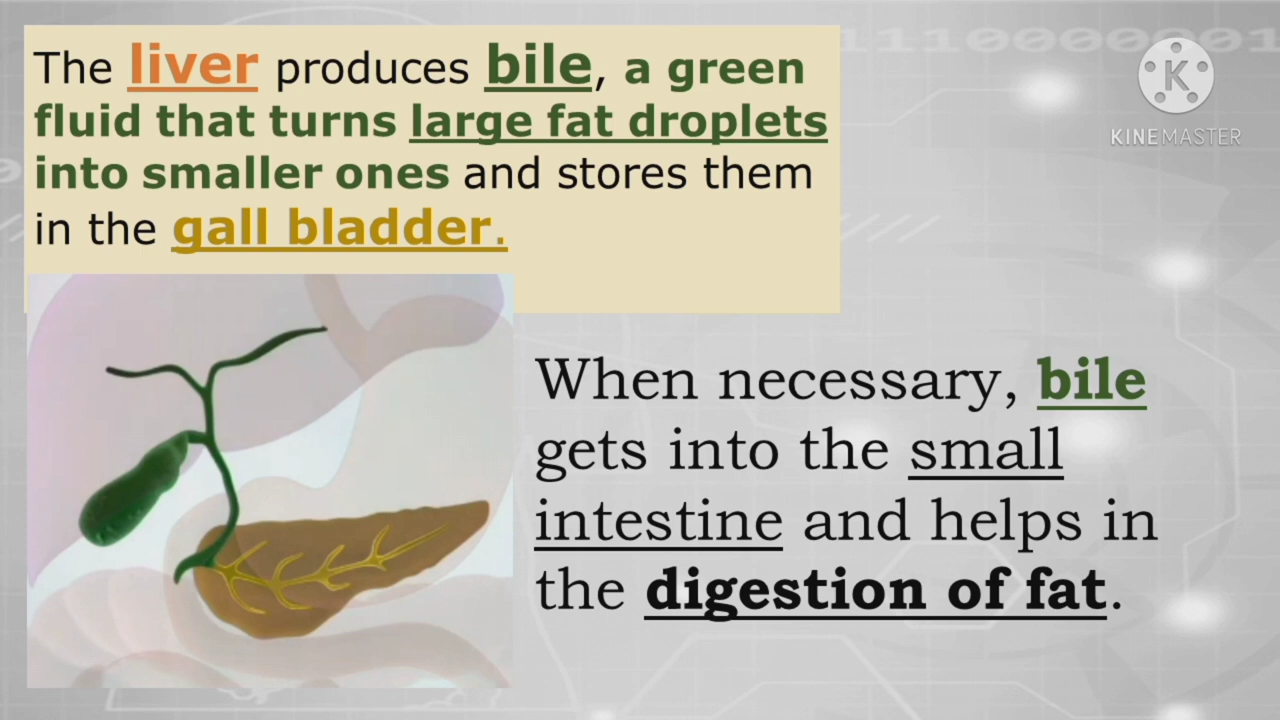 The liver produces bile, a green
fluid that turns large fat droplets
into smaller ones and stores them
in the gall bladder.
When necessary, bile
gets into the small
intestine and helps in
the digestion of fat.
K
KINEMASTER